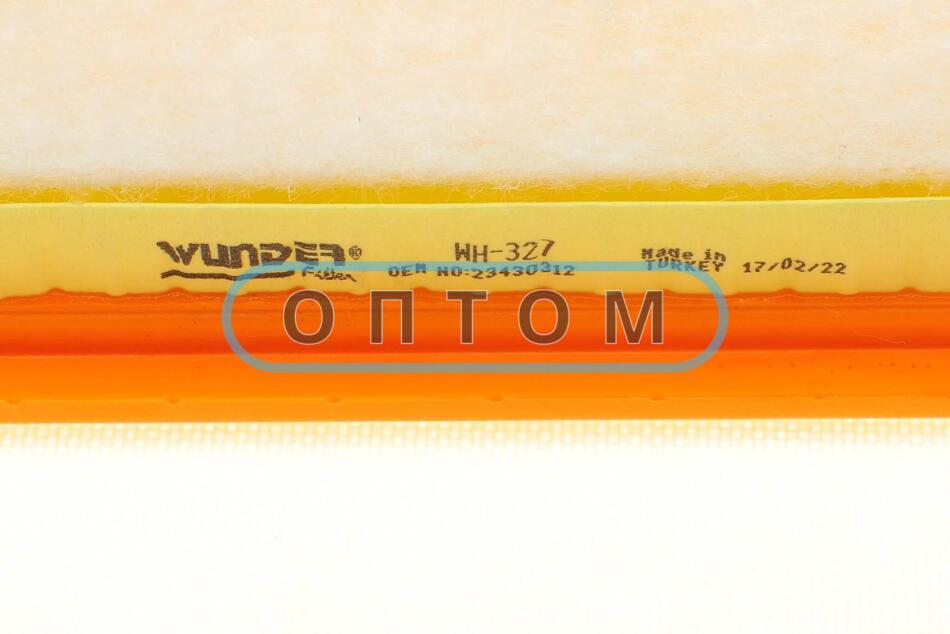 WUNDER® WH-327 Made in
Filter OEM NO:23430312 TURKEY 17/02/22
ОПТОМ